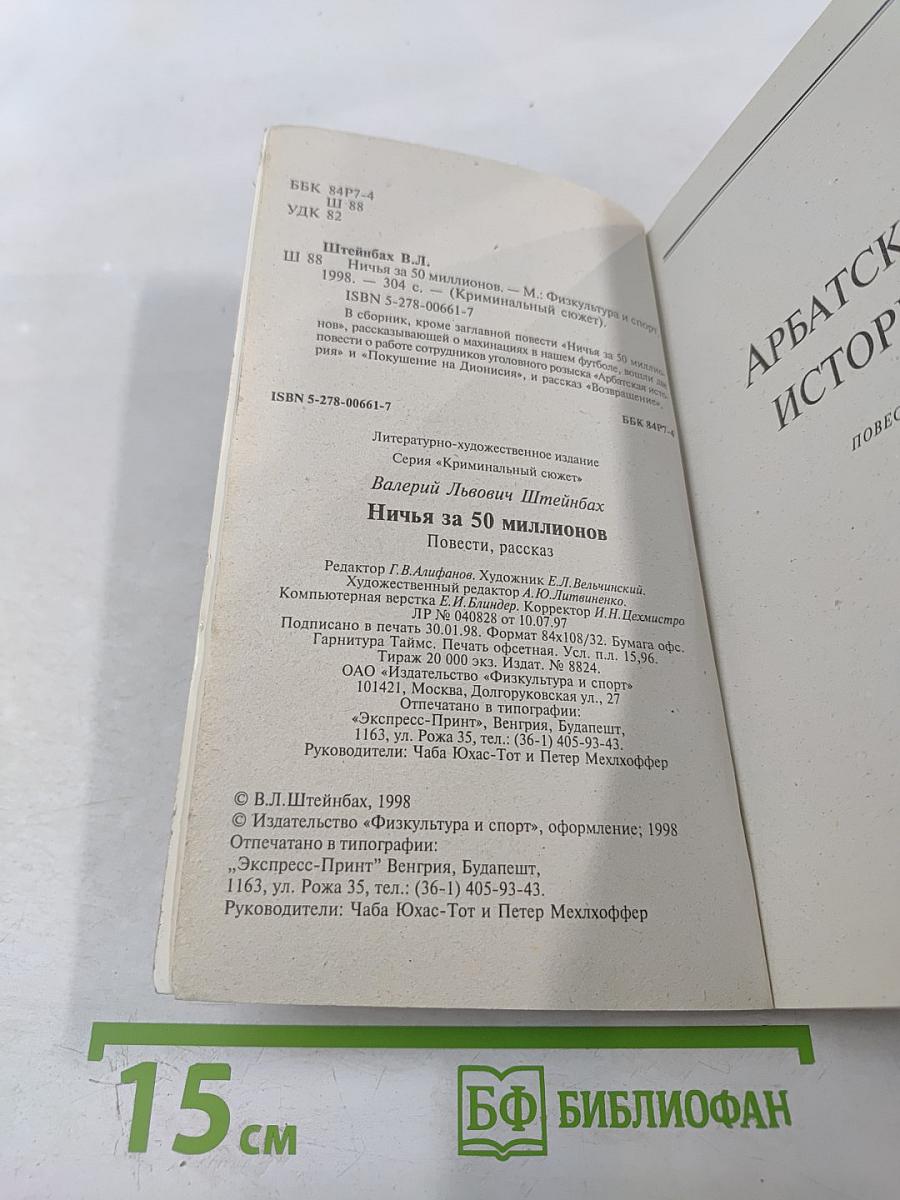 ББК 84Р7-4
Ш 88
УДК 82
Штейнбах В.Л.
Ш 88 Ничья за 50 миллионов. — М.: Физкультура и спорт
1998. — 304 с. — (Криминальный сюжет).
ISBN 5-278-00661-7
В сборник, кроме заглавной повести «Ничья за 50 миллио-
нов», рассказывающей о махинациях в нашем футболе, вошли две
повести о работе сотрудников уголовного розыска «Арбатская исто-
рия» и «Покушение на Дионисия», и рассказ «Возвращение».
ББК 84Р7-4
ISBN 5-278-00661-7
Литературно-художественное издание
Серия «Криминальный сюжет»
Валерий Львович Штейнбах
Ничья за 50 миллионов
Повести, рассказ
Редактор Г.В.Алифанов. Художник Е.Л.Вельчинский.
Художественный редактор А.Ю.Литвиненко.
Компьютерная верстка Е.И.Блиндер. Корректор И.Н.Цехмистро
ЛР № 040828 от 10.07.97
Подписано в печать 30.01.98. Формат 84х108/32. Бумага офс.
Гарнитура Таймс. Печать офсетная. Усл. п.л. 15,96.
Тираж 20 000 экз. Издат. № 8824.
ОАО «Издательство «Физкультура и спорт»
101421, Москва, Долгоруковская ул., 27
Отпечатано в типографии:
«Экспресс-Принт», Венгрия, Будапешт,
1163, ул. Рожа 35, тел.: (36-1) 405-93-43.
Руководители: Чаба Юхас-Тот и Петер Мехлхоффер
© В.Л.Штейнбах, 1998
© Издательство «Физкультура и спорт», оформление; 1998
Отпечатано в типографии:
„Экспресс-Принт” Венгрия, Будапешт,
1163, ул. Рожа 35, тел.: (36-1) 405-93-43.
Руководители: Чаба Юхас-Тот и Петер Мехлхоффер
АРБАТСК
ИСТОР
ПОВЕС
15 см
БФ БИБЛИОФАН